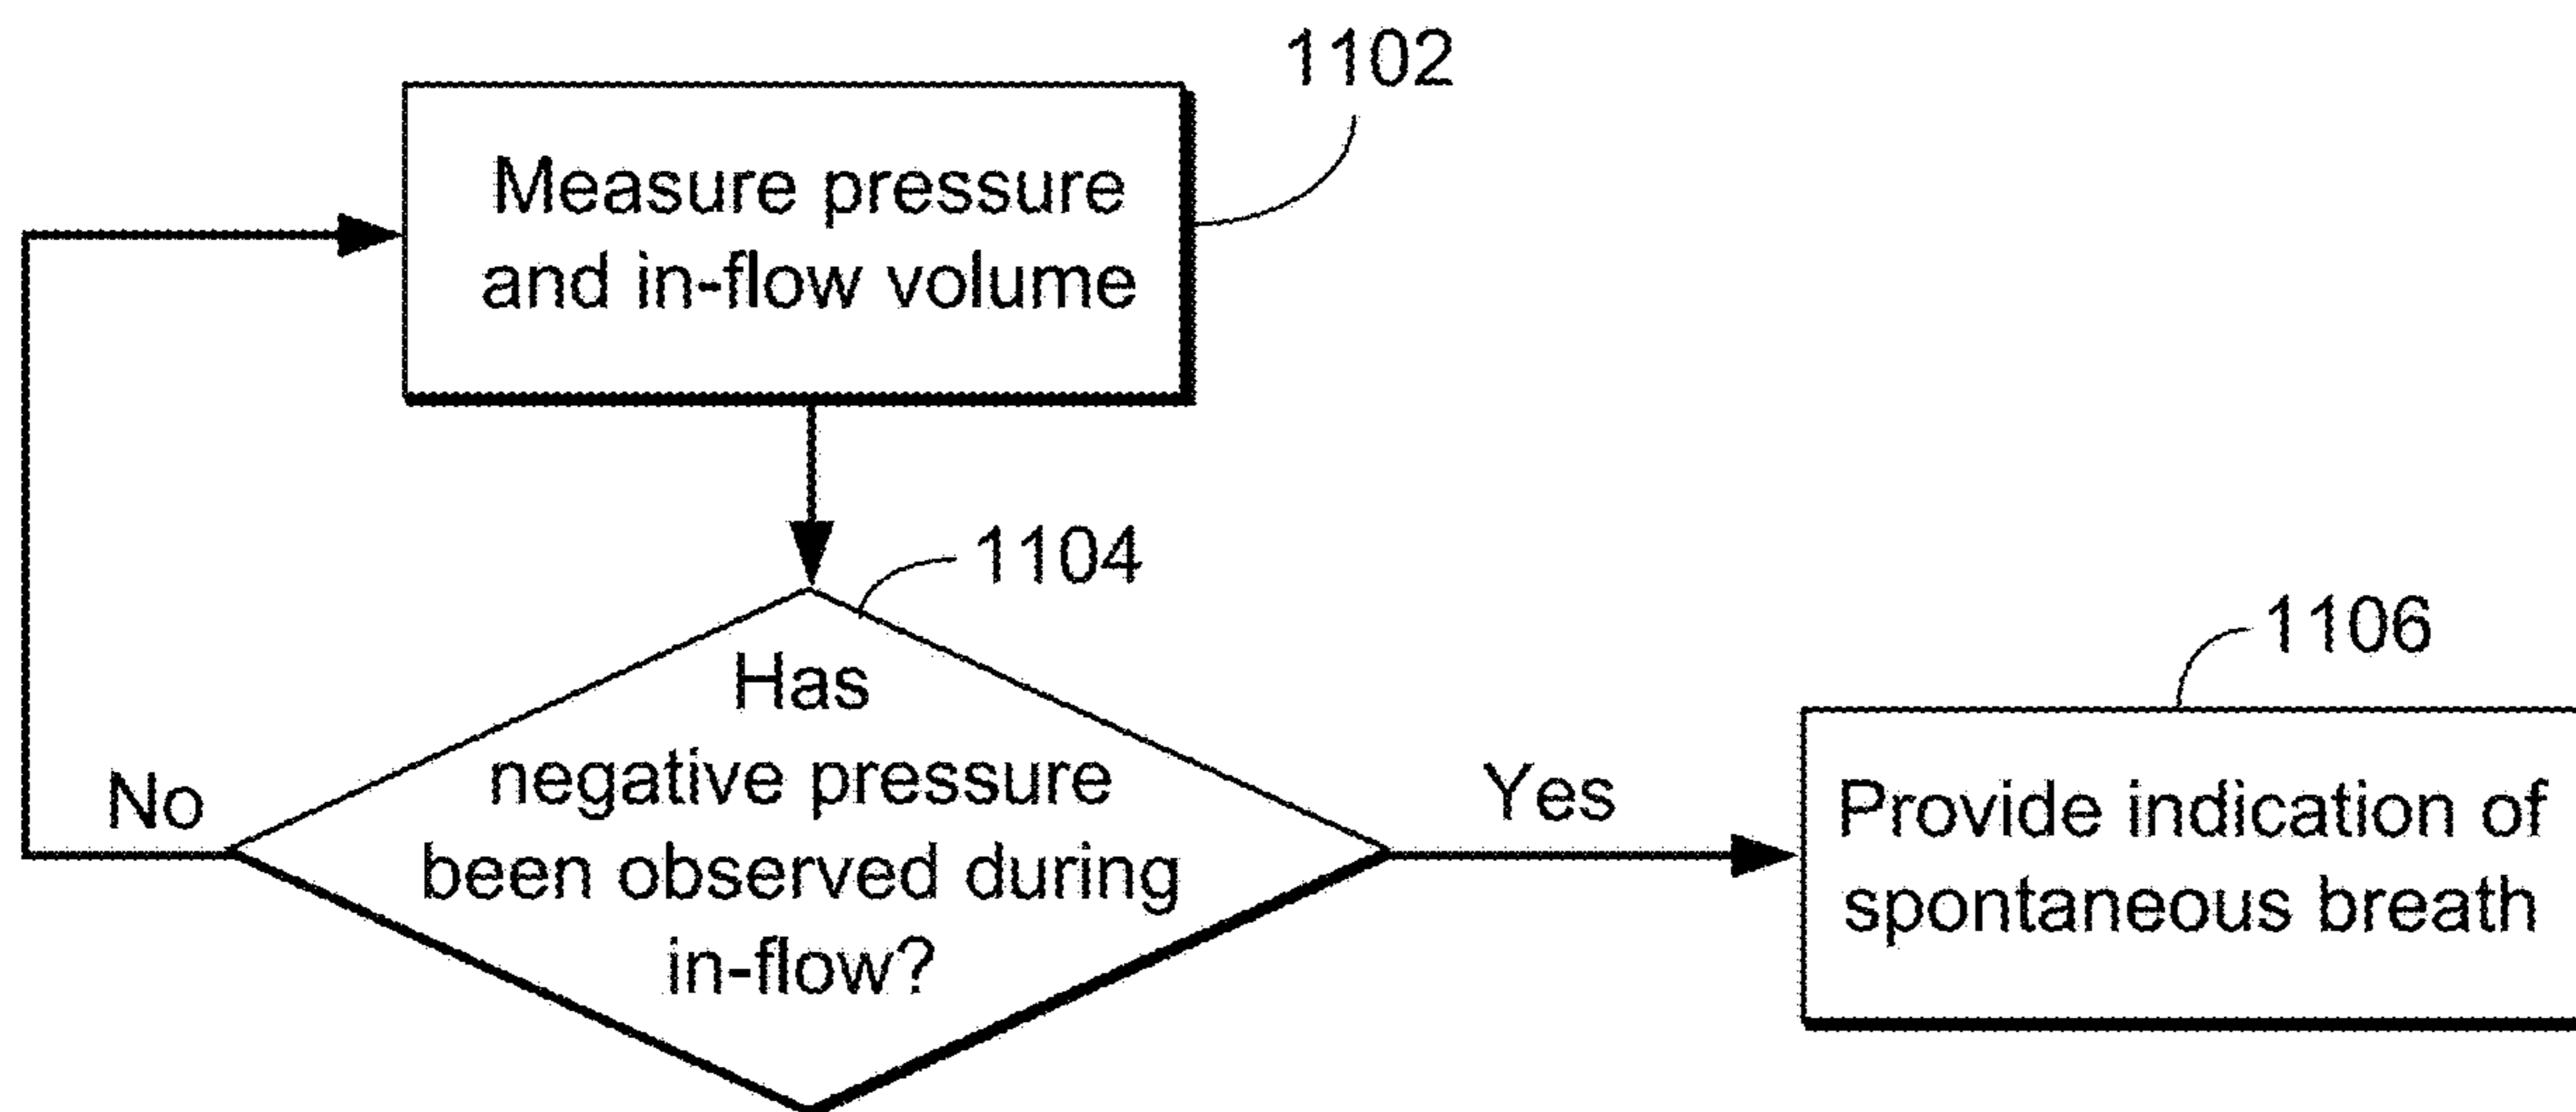 1102
Measure pressure
and in-flow volume
1104
Has
negative pressure
been observed during
in-flow?
No
Yes
1106
Provide indication of
spontaneous breath